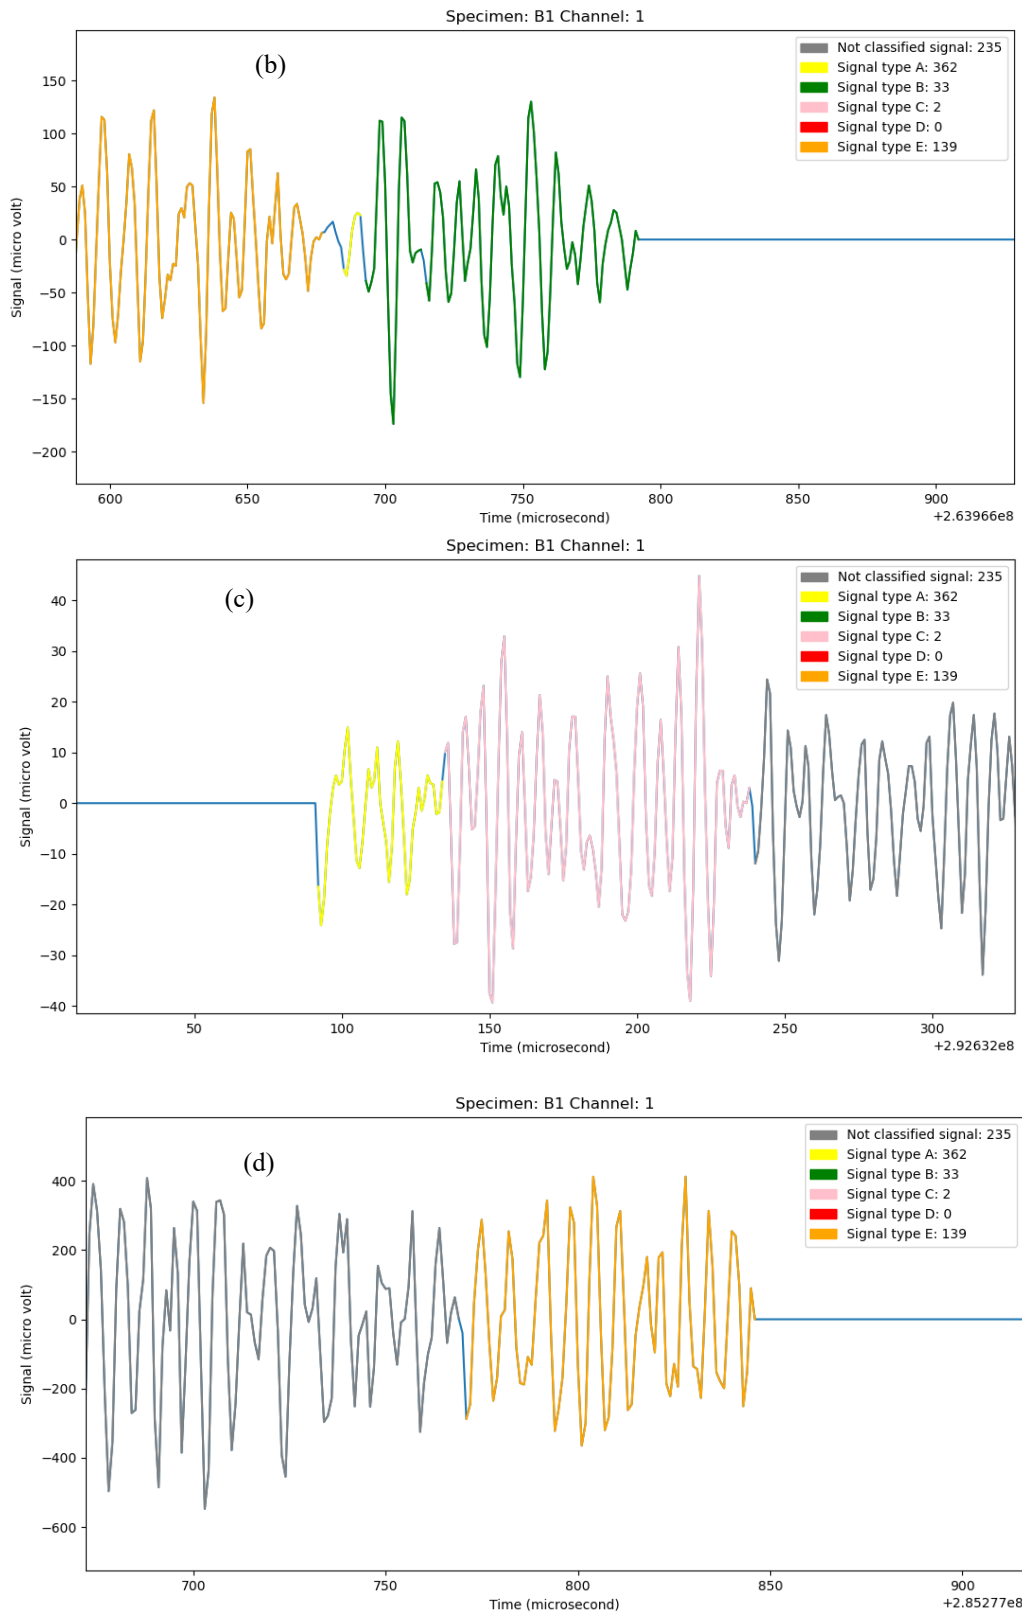 Specimen: B1 Channel: 1
(b)
Not classified signal: 235
Signal type A: 362
Signal type B: 33
Signal type C: 2
Signal type D: 0
Signal type E: 139
Signal (micro volt)
150
100
50
0
−50
−100
−150
−200
600 650 700 750 800 850 900
Time (microsecond)
+2.63966e8
Specimen: B1 Channel: 1
(c)
Not classified signal: 235
Signal type A: 362
Signal type B: 33
Signal type C: 2
Signal type D: 0
Signal type E: 139
Signal (micro volt)
40
30
20
10
0
−10
−20
−30
−40
50 100 150 200 250 300
Time (microsecond)
+2.92632e8
Specimen: B1 Channel: 1
(d)
Not classified signal: 235
Signal type A: 362
Signal type B: 33
Signal type C: 2
Signal type D: 0
Signal type E: 139
Signal (micro volt)
400
200
0
−200
−400
−600
700 750 800 850 900
Time (microsecond)
+2.85277e8